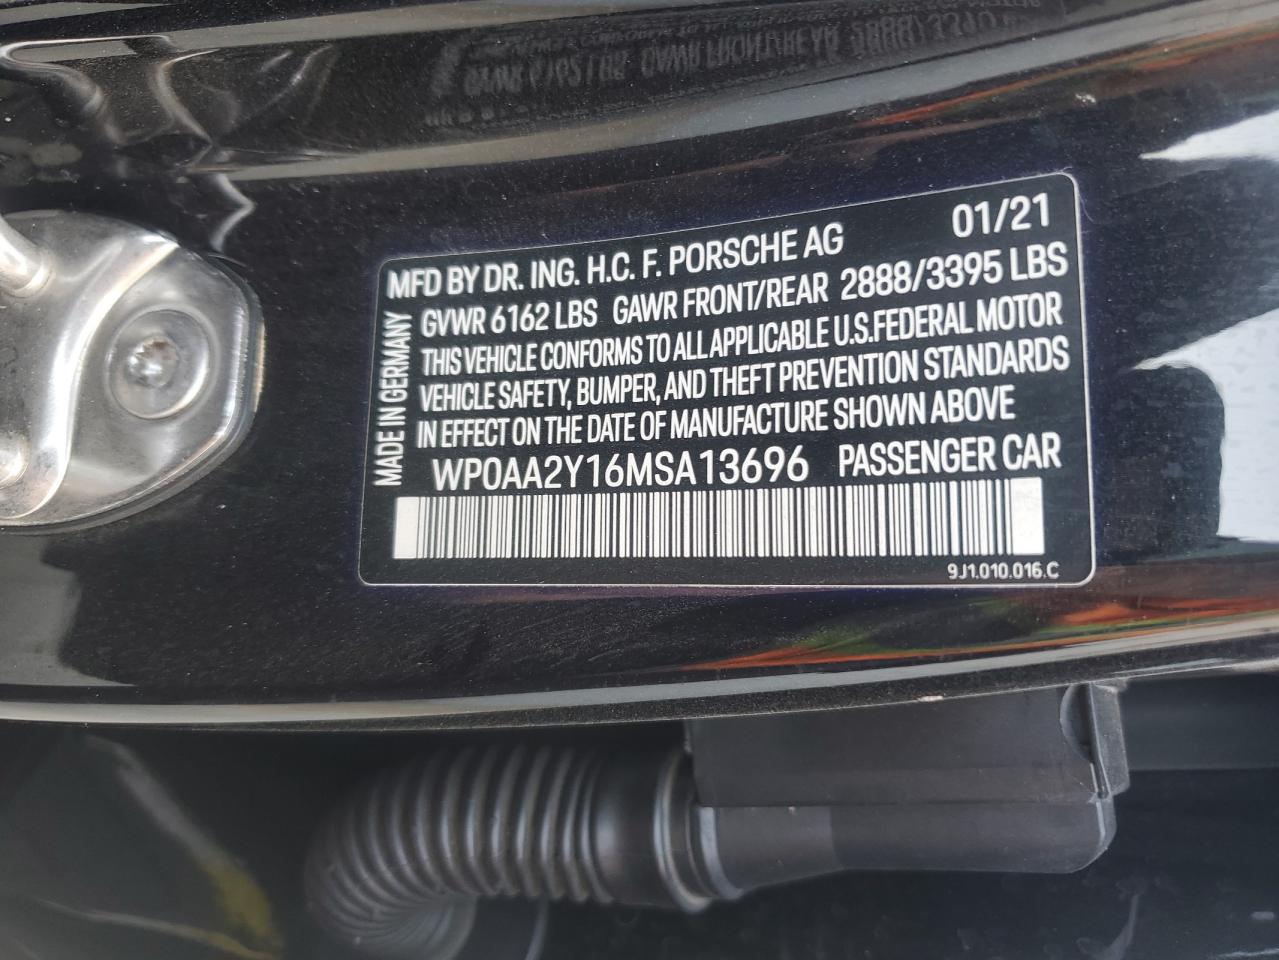 MFD BY DR. ING. H.C. F. PORSCHE AG 01/21
GVWR 6162 LBS GAWR FRONT/REAR 2888/3395 LBS
THIS VEHICLE CONFORMS TO ALL APPLICABLE U.S.FEDERAL MOTOR
VEHICLE SAFETY, BUMPER, AND THEFT PREVENTION STANDARDS
IN EFFECT ON THE DATE OF MANUFACTURE SHOWN ABOVE
WP0AA2Y16MSA13696 PASSENGER CAR
MADE IN GERMANY
9J1.010.016.C